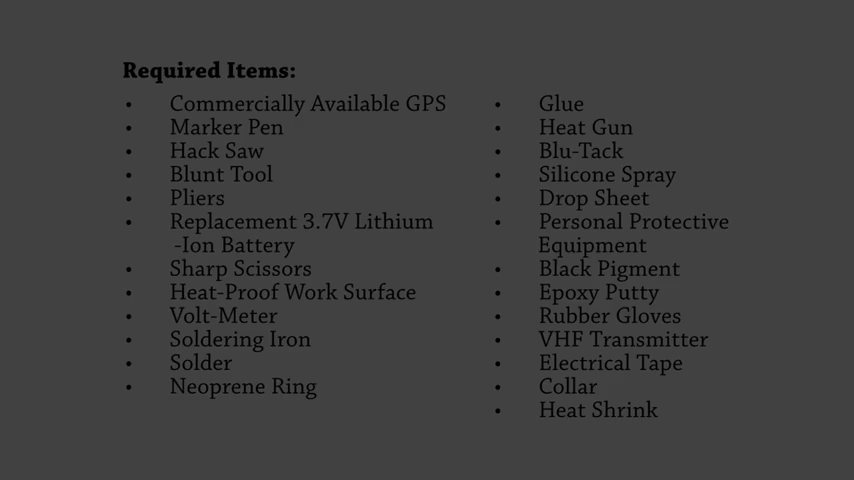 Required Items:
• Commercially Available GPS
• Marker Pen
• Hack Saw
• Blunt Tool
• Pliers
• Replacement 3.7V Lithium
-Ion Battery
• Sharp Scissors
• Heat-Proof Work Surface
• Volt-Meter
• Soldering Iron
• Solder
• Neoprene Ring
• Glue
• Heat Gun
• Blu-Tack
• Silicone Spray
• Drop Sheet
• Personal Protective
Equipment
• Black Pigment
• Epoxy Putty
• Rubber Gloves
• VHF Transmitter
• Electrical Tape
• Collar
• Heat Shrink